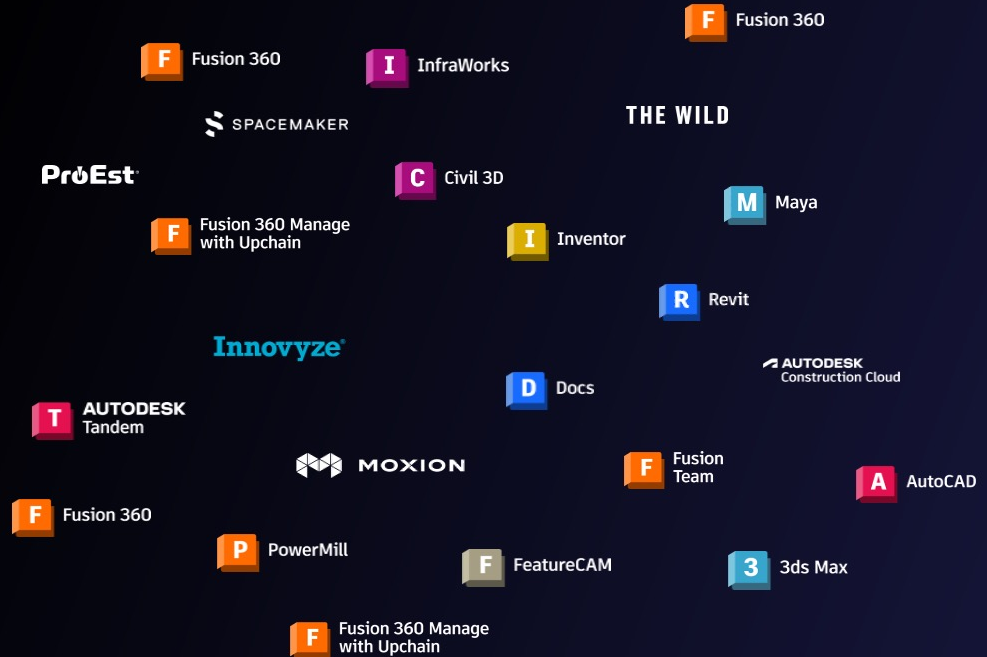 F Fusion 360
F Fusion 360
I InfraWorks
THE WILD
SPACEMAKER
ProEst
C Civil 3D
M Maya
F Fusion 360 Manage
with Upchain
I Inventor
R Revit
Innovyze®
AUTODESK
Construction Cloud
D Docs
T AUTODESK
Tandem
MOXION
F Fusion
Team
A AutoCAD
F Fusion 360
P PowerMill
F FeatureCAM
3 3ds Max
F Fusion 360 Manage
with Upchain